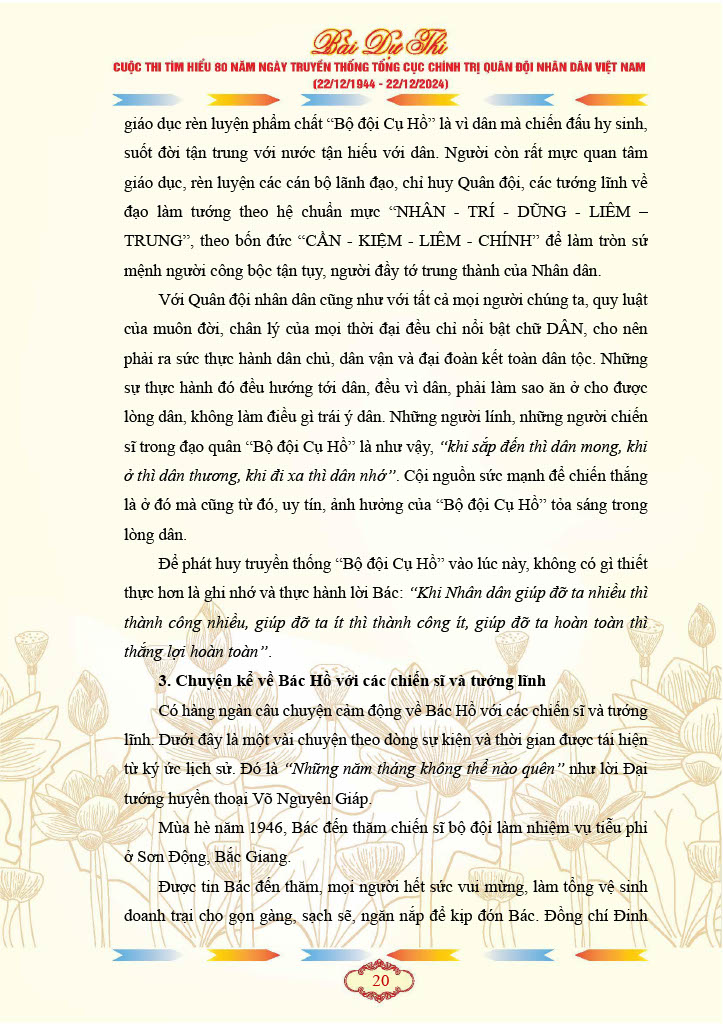 Bài Dự Thi
CUỘC THI TÌM HIỂU 80 NĂM NGÀY TRUYỀN THỐNG TỔNG CỤC CHÍNH TRỊ QUÂN ĐỘI NHÂN DÂN VIỆT NAM
(22/12/1944 - 22/12/2024)
giáo dục rèn luyện phẩm chất “Bộ đội Cụ Hồ” là vì dân mà chiến đấu hy sinh,
suốt đời tận trung với nước tận hiếu với dân. Người còn rất mực quan tâm
giáo dục, rèn luyện các cán bộ lãnh đạo, chỉ huy Quân đội, các tướng lĩnh về
đạo làm tướng theo hệ chuẩn mực “NHÂN - TRÍ - DŨNG - LIÊM –
TRUNG”, theo bốn đức “CẦN - KIỆM - LIÊM - CHÍNH” để làm tròn sứ
mệnh người công bộc tận tụy, người đầy tớ trung thành của Nhân dân.
Với Quân đội nhân dân cũng như với tất cả mọi người chúng ta, quy luật
của muôn đời, chân lý của mọi thời đại đều chỉ nổi bật chữ DÂN, cho nên
phải ra sức thực hành dân chủ, dân vận và đại đoàn kết toàn dân tộc. Những
sự thực hành đó đều hướng tới dân, đều vì dân, phải làm sao ăn ở cho được
lòng dân, không làm điều gì trái ý dân. Những người lính, những người chiến
sĩ trong đạo quân “Bộ đội Cụ Hồ” là như vậy, “khi sắp đến thì dân mong, khi
ở thì dân thương, khi đi xa thì dân nhớ”. Cội nguồn sức mạnh để chiến thắng
là ở đó mà cũng từ đó, uy tín, ảnh hưởng của “Bộ đội Cụ Hồ” tỏa sáng trong
lòng dân.
Để phát huy truyền thống “Bộ đội Cụ Hồ” vào lúc này, không có gì thiết
thực hơn là ghi nhớ và thực hành lời Bác: “Khi Nhân dân giúp đỡ ta nhiều thì
thành công nhiều, giúp đỡ ta ít thì thành công ít, giúp đỡ ta hoàn toàn thì
thắng lợi hoàn toàn”.
3. Chuyện kể về Bác Hồ với các chiến sĩ và tướng lĩnh
Có hàng ngàn câu chuyện cảm động về Bác Hồ với các chiến sĩ và tướng
lĩnh. Dưới đây là một vài chuyện theo dòng sự kiện và thời gian được tái hiện
từ ký ức lịch sử. Đó là “Những năm tháng không thể nào quên” như lời Đại
tướng huyền thoại Võ Nguyên Giáp.
Mùa hè năm 1946, Bác đến thăm chiến sĩ bộ đội làm nhiệm vụ tiễu phỉ
ở Sơn Động, Bắc Giang.
Được tin Bác đến thăm, mọi người hết sức vui mừng, làm tổng vệ sinh
doanh trại cho gọn gàng, sạch sẽ, ngăn nắp để kịp đón Bác. Đồng chí Đinh
20